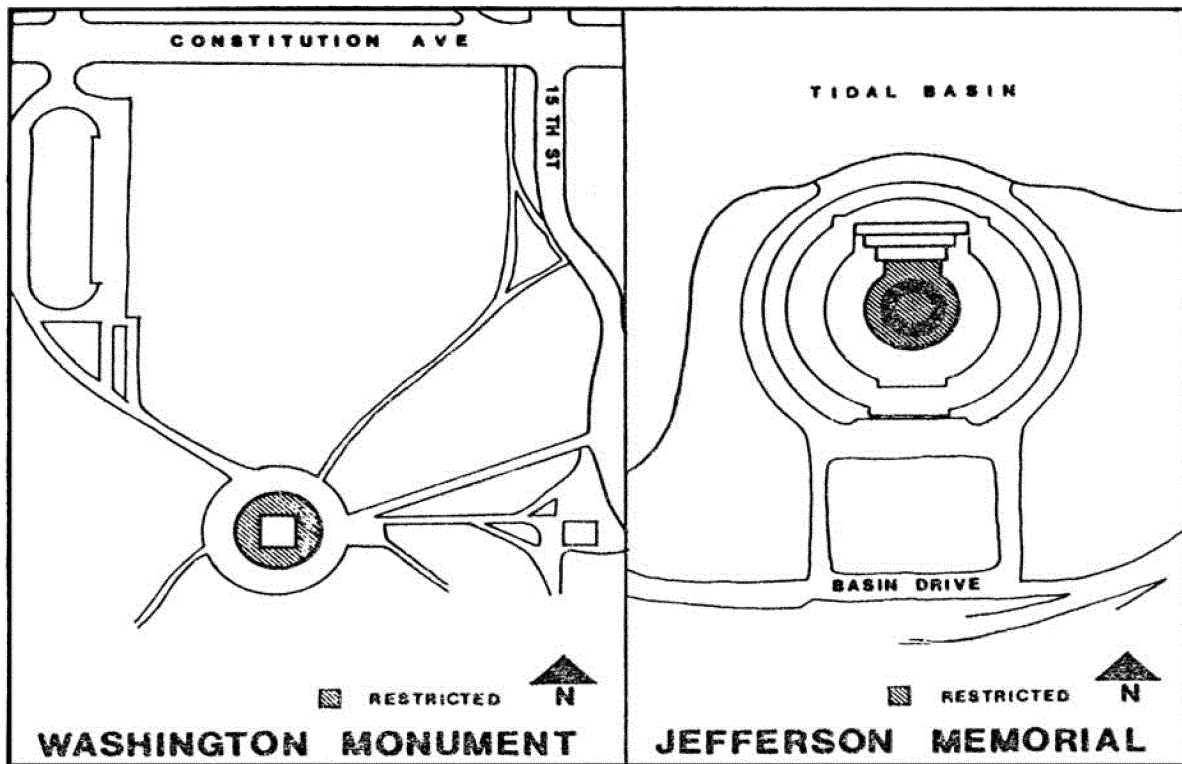 CONSTITUTION AVE
15 TH ST
RESTRICTED
N
WASHINGTON MONUMENT
TIDAL BASIN
BASIN DRIVE
RESTRICTED
N
JEFFERSON MEMORIAL